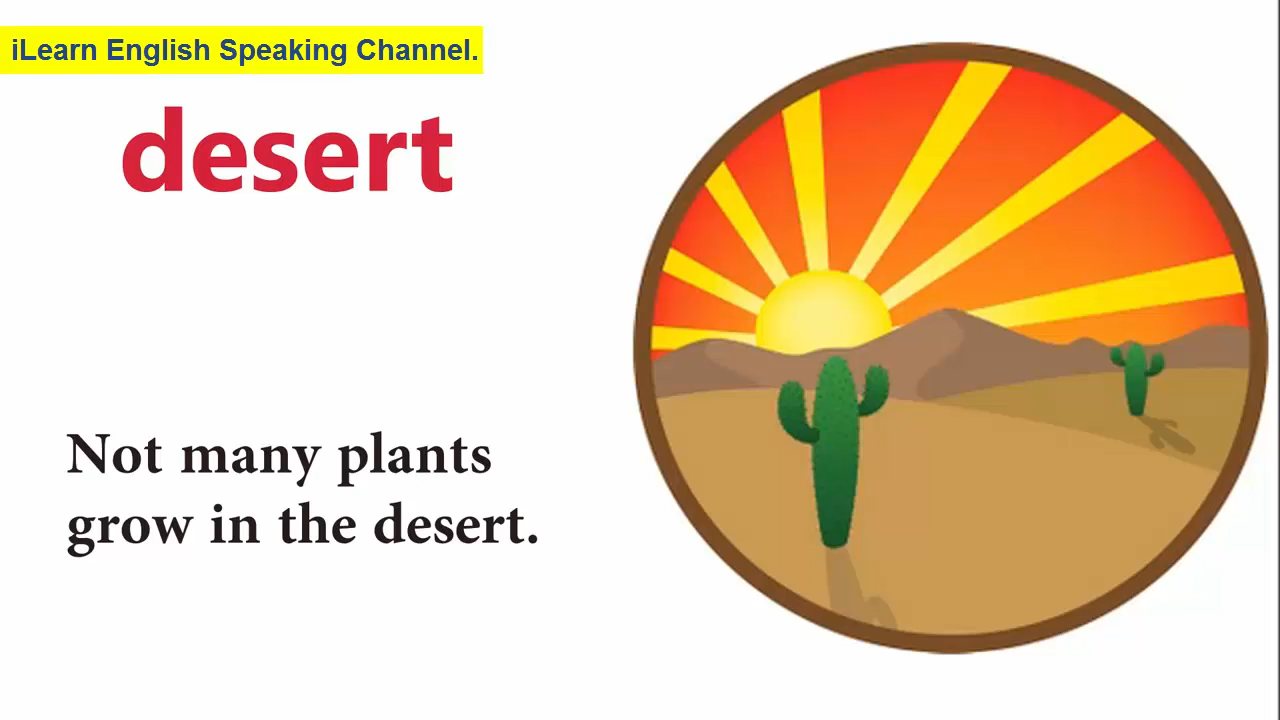 iLearn English Speaking Channel.
desert
Not many plants
grow in the desert.